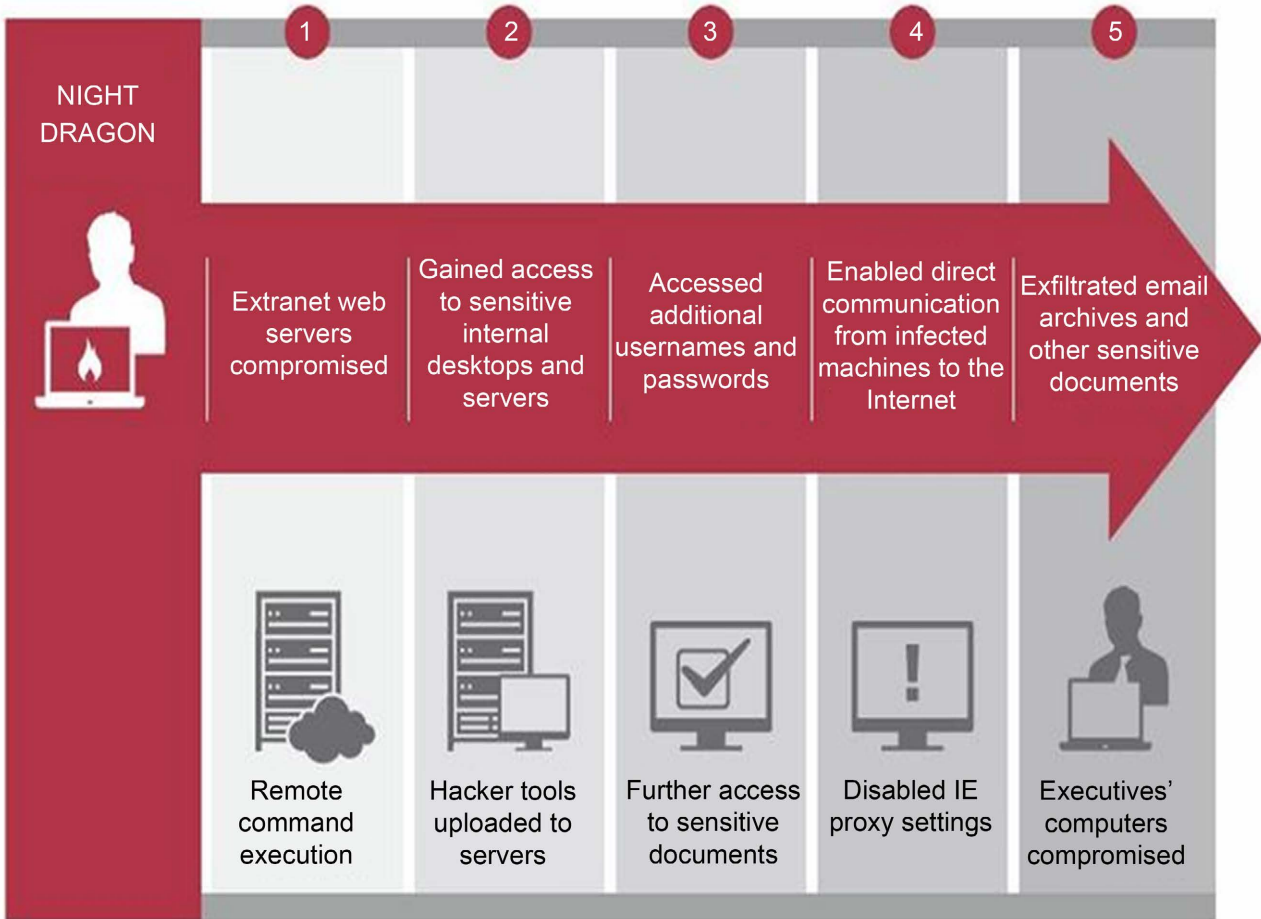 NIGHT
DRAGON
1
2
3
4
5
Extranet web
servers
compromised
Gained access
to sensitive
internal
desktops and
servers
Accessed
additional
usernames and
passwords
Enabled direct
communication
from infected
machines to the
Internet
Exfiltrated email
archives and
other sensitive
documents
Remote
command
execution
Hacker tools
uploaded to
servers
Further access
to sensitive
documents
Disabled IE
proxy settings
Executives’
computers
compromised